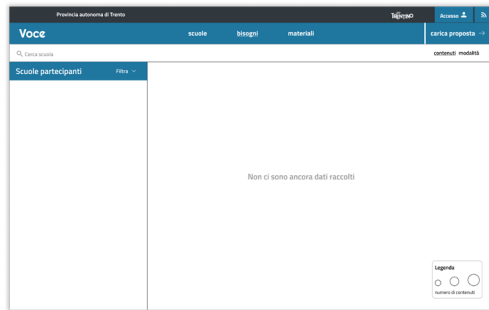 Provincia autonoma di Trento
TRENTINO
Accesso
Voce
scuole
bisogni
materiali
carica proposta →
Cerca scuola
contenuti modalità
Scuole partecipanti
Filtra
Non ci sono ancora dati raccolti
Legenda
numero di contenuti